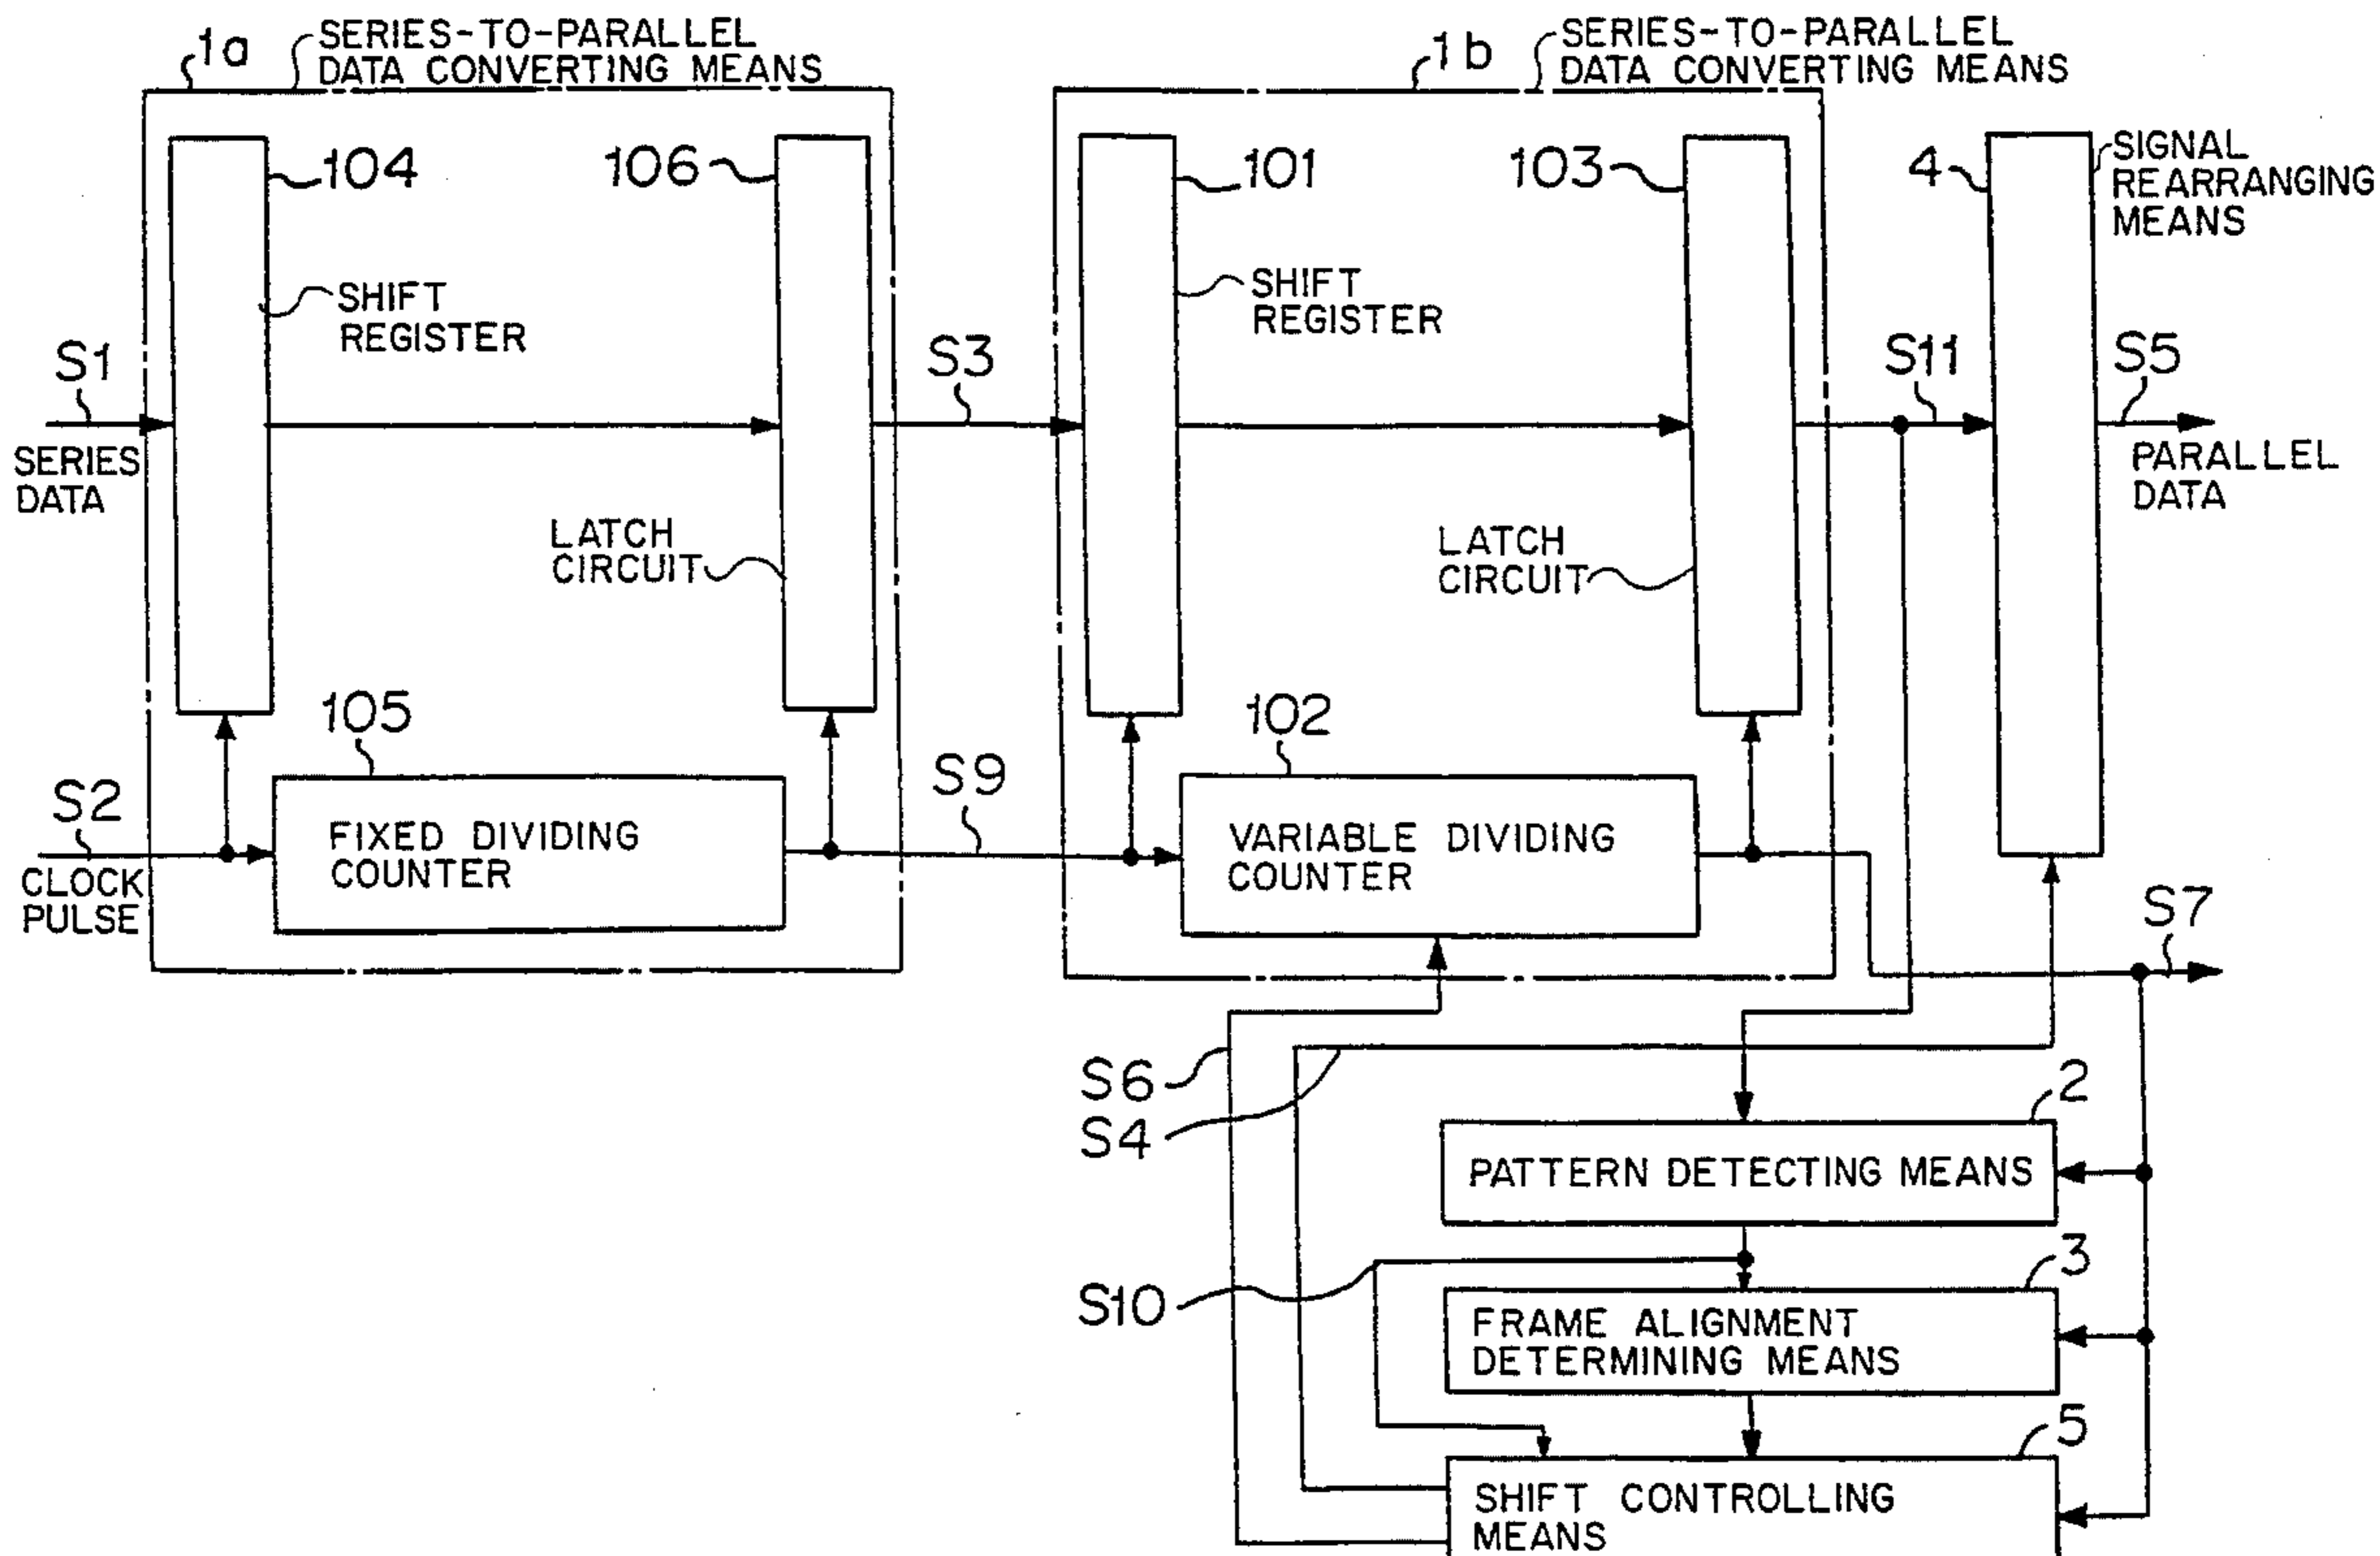 1a
SERIES-TO-PARALLEL
DATA CONVERTING MEANS
1b
SERIES-TO-PARALLEL
DATA CONVERTING MEANS
104
106
101
103
4
SIGNAL
REARRANGING
MEANS
SHIFT
REGISTER
SHIFT
REGISTER
S1
SERIES
DATA
S3
S11
S5
PARALLEL
DATA
LATCH
CIRCUIT
LATCH
CIRCUIT
105
102
S2
CLOCK
PULSE
FIXED DIVIDING
COUNTER
S9
VARIABLE DIVIDING
COUNTER
S7
S6
S4
2
PATTERN DETECTING MEANS
S10
3
FRAME ALIGNMENT
DETERMINING MEANS
5
SHIFT CONTROLLING
MEANS